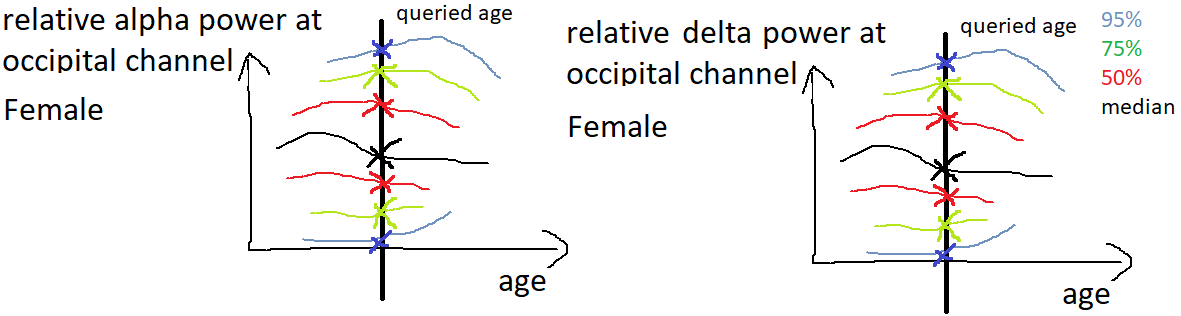 relative alpha power at
occipital channel
Female
queried age
age
relative delta power at
occipital channel
Female
queried age
age
95%
75%
50%
median